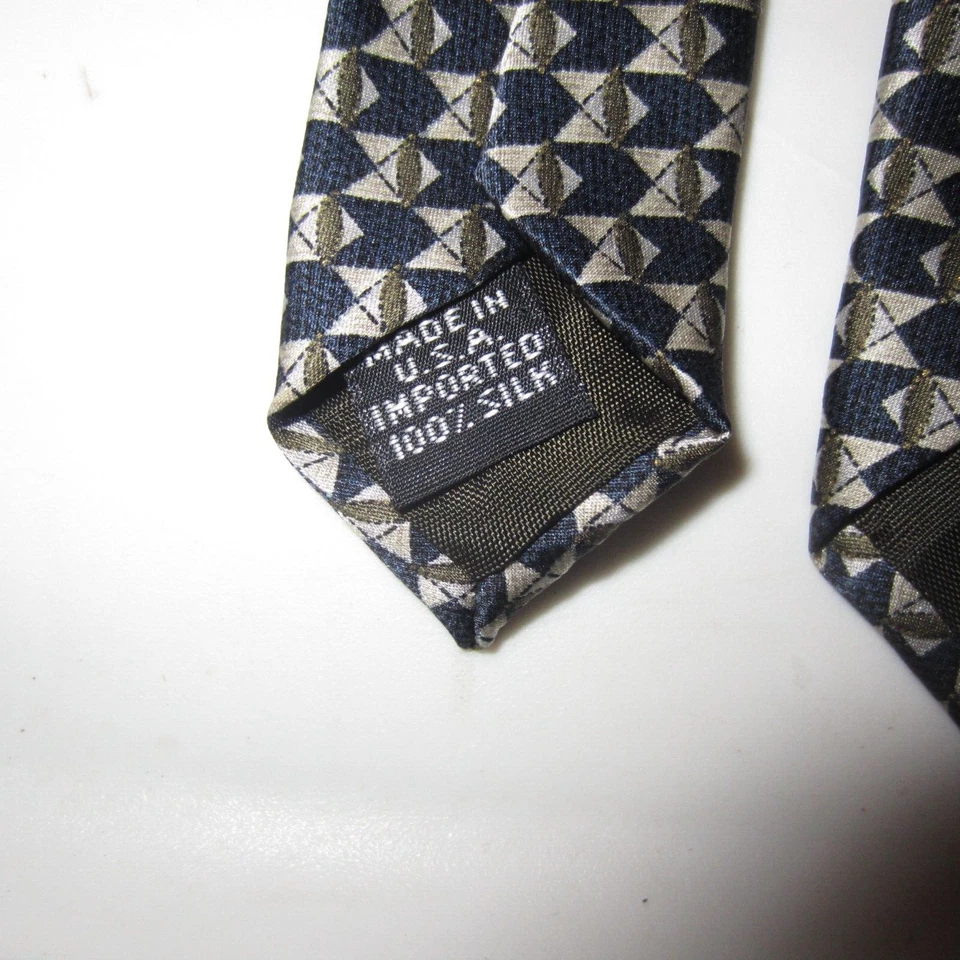 MADE IN
U.S.A.
IMPORTED
100% SILK